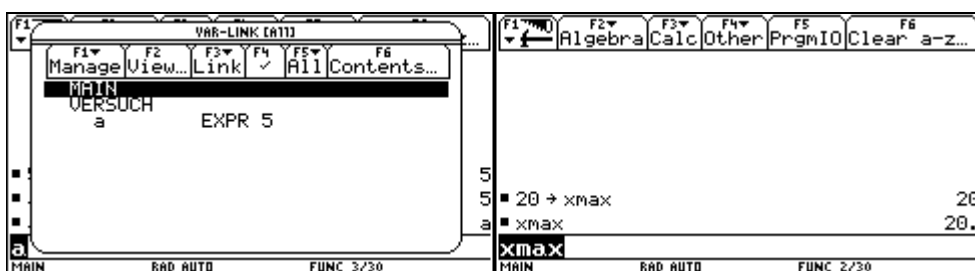 F1
VAR-LINK [All]
F1 F2 F3 F4 F5 F6
Manage View… Link ✓ All Contents…
MAIN
VERSUCH
a EXPR 5
5
5
a
a
MAIN RAD AUTO FUNC 3/30
F1 F2 F3 F4 F5 F6
Algebra Calc Other PrgmIO Clear a-z…
20 → xmax 20
xmax 20.
xmax
MAIN RAD AUTO FUNC 2/30